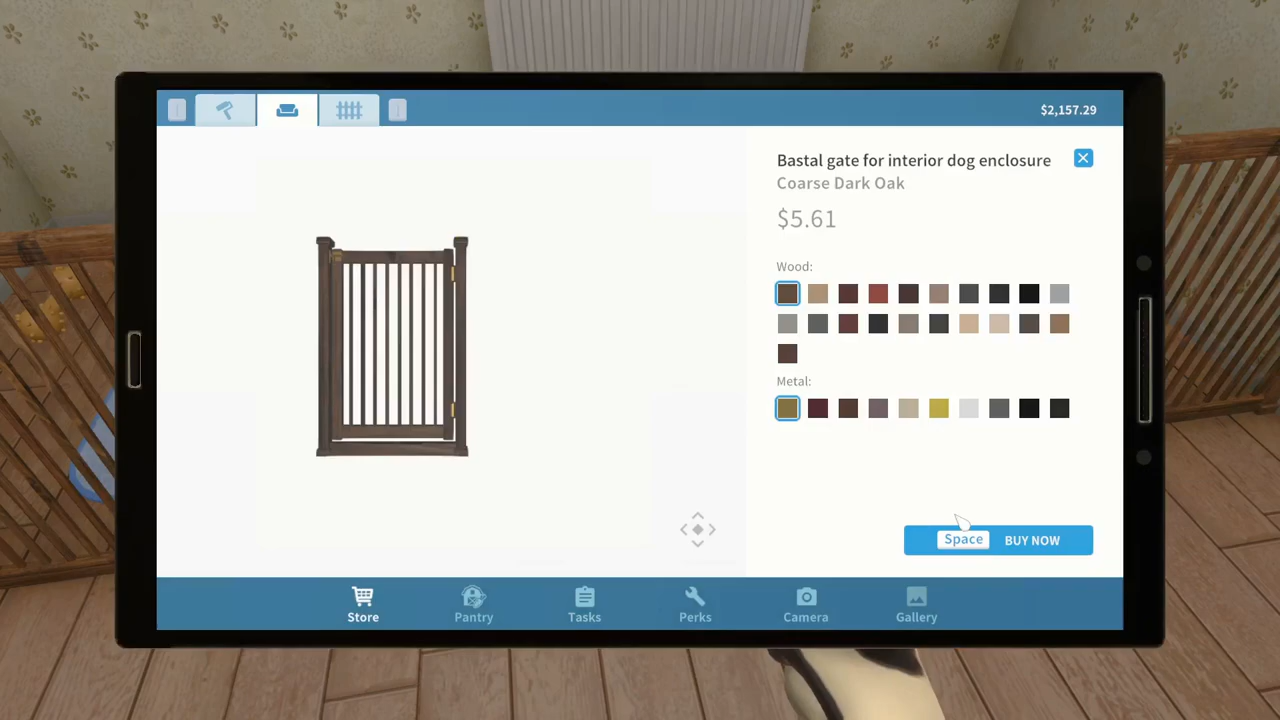 $2,157.29
Bastal gate for interior dog enclosure
Coarse Dark Oak
$5.61
Wood:
Metal:
Space BUY NOW
Store Pantry Tasks Perks Camera Gallery